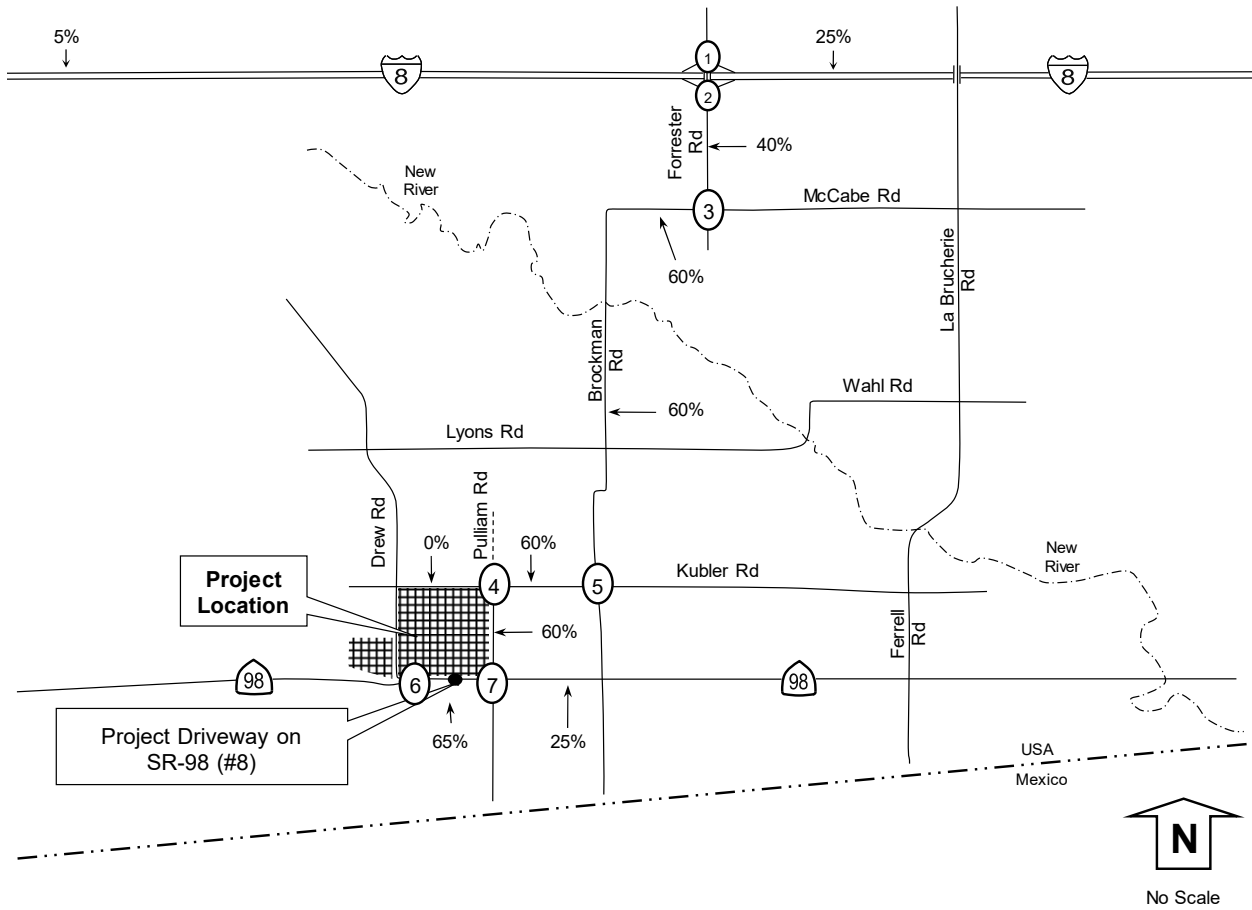 5%
25%
8
8
1
2
Forrester
Rd
40%
New
River
3
McCabe Rd
60%
La Brucherie
Rd
Brockman
Rd
60%
Wahl Rd
Lyons Rd
Drew Rd
Pulliam Rd
0%
60%
Project
Location
4
5
Kubler Rd
New
River
60%
Ferrell
Rd
98
6
7
98
Project Driveway on
SR-98 (#8)
65%
25%
USA
Mexico
N
No Scale